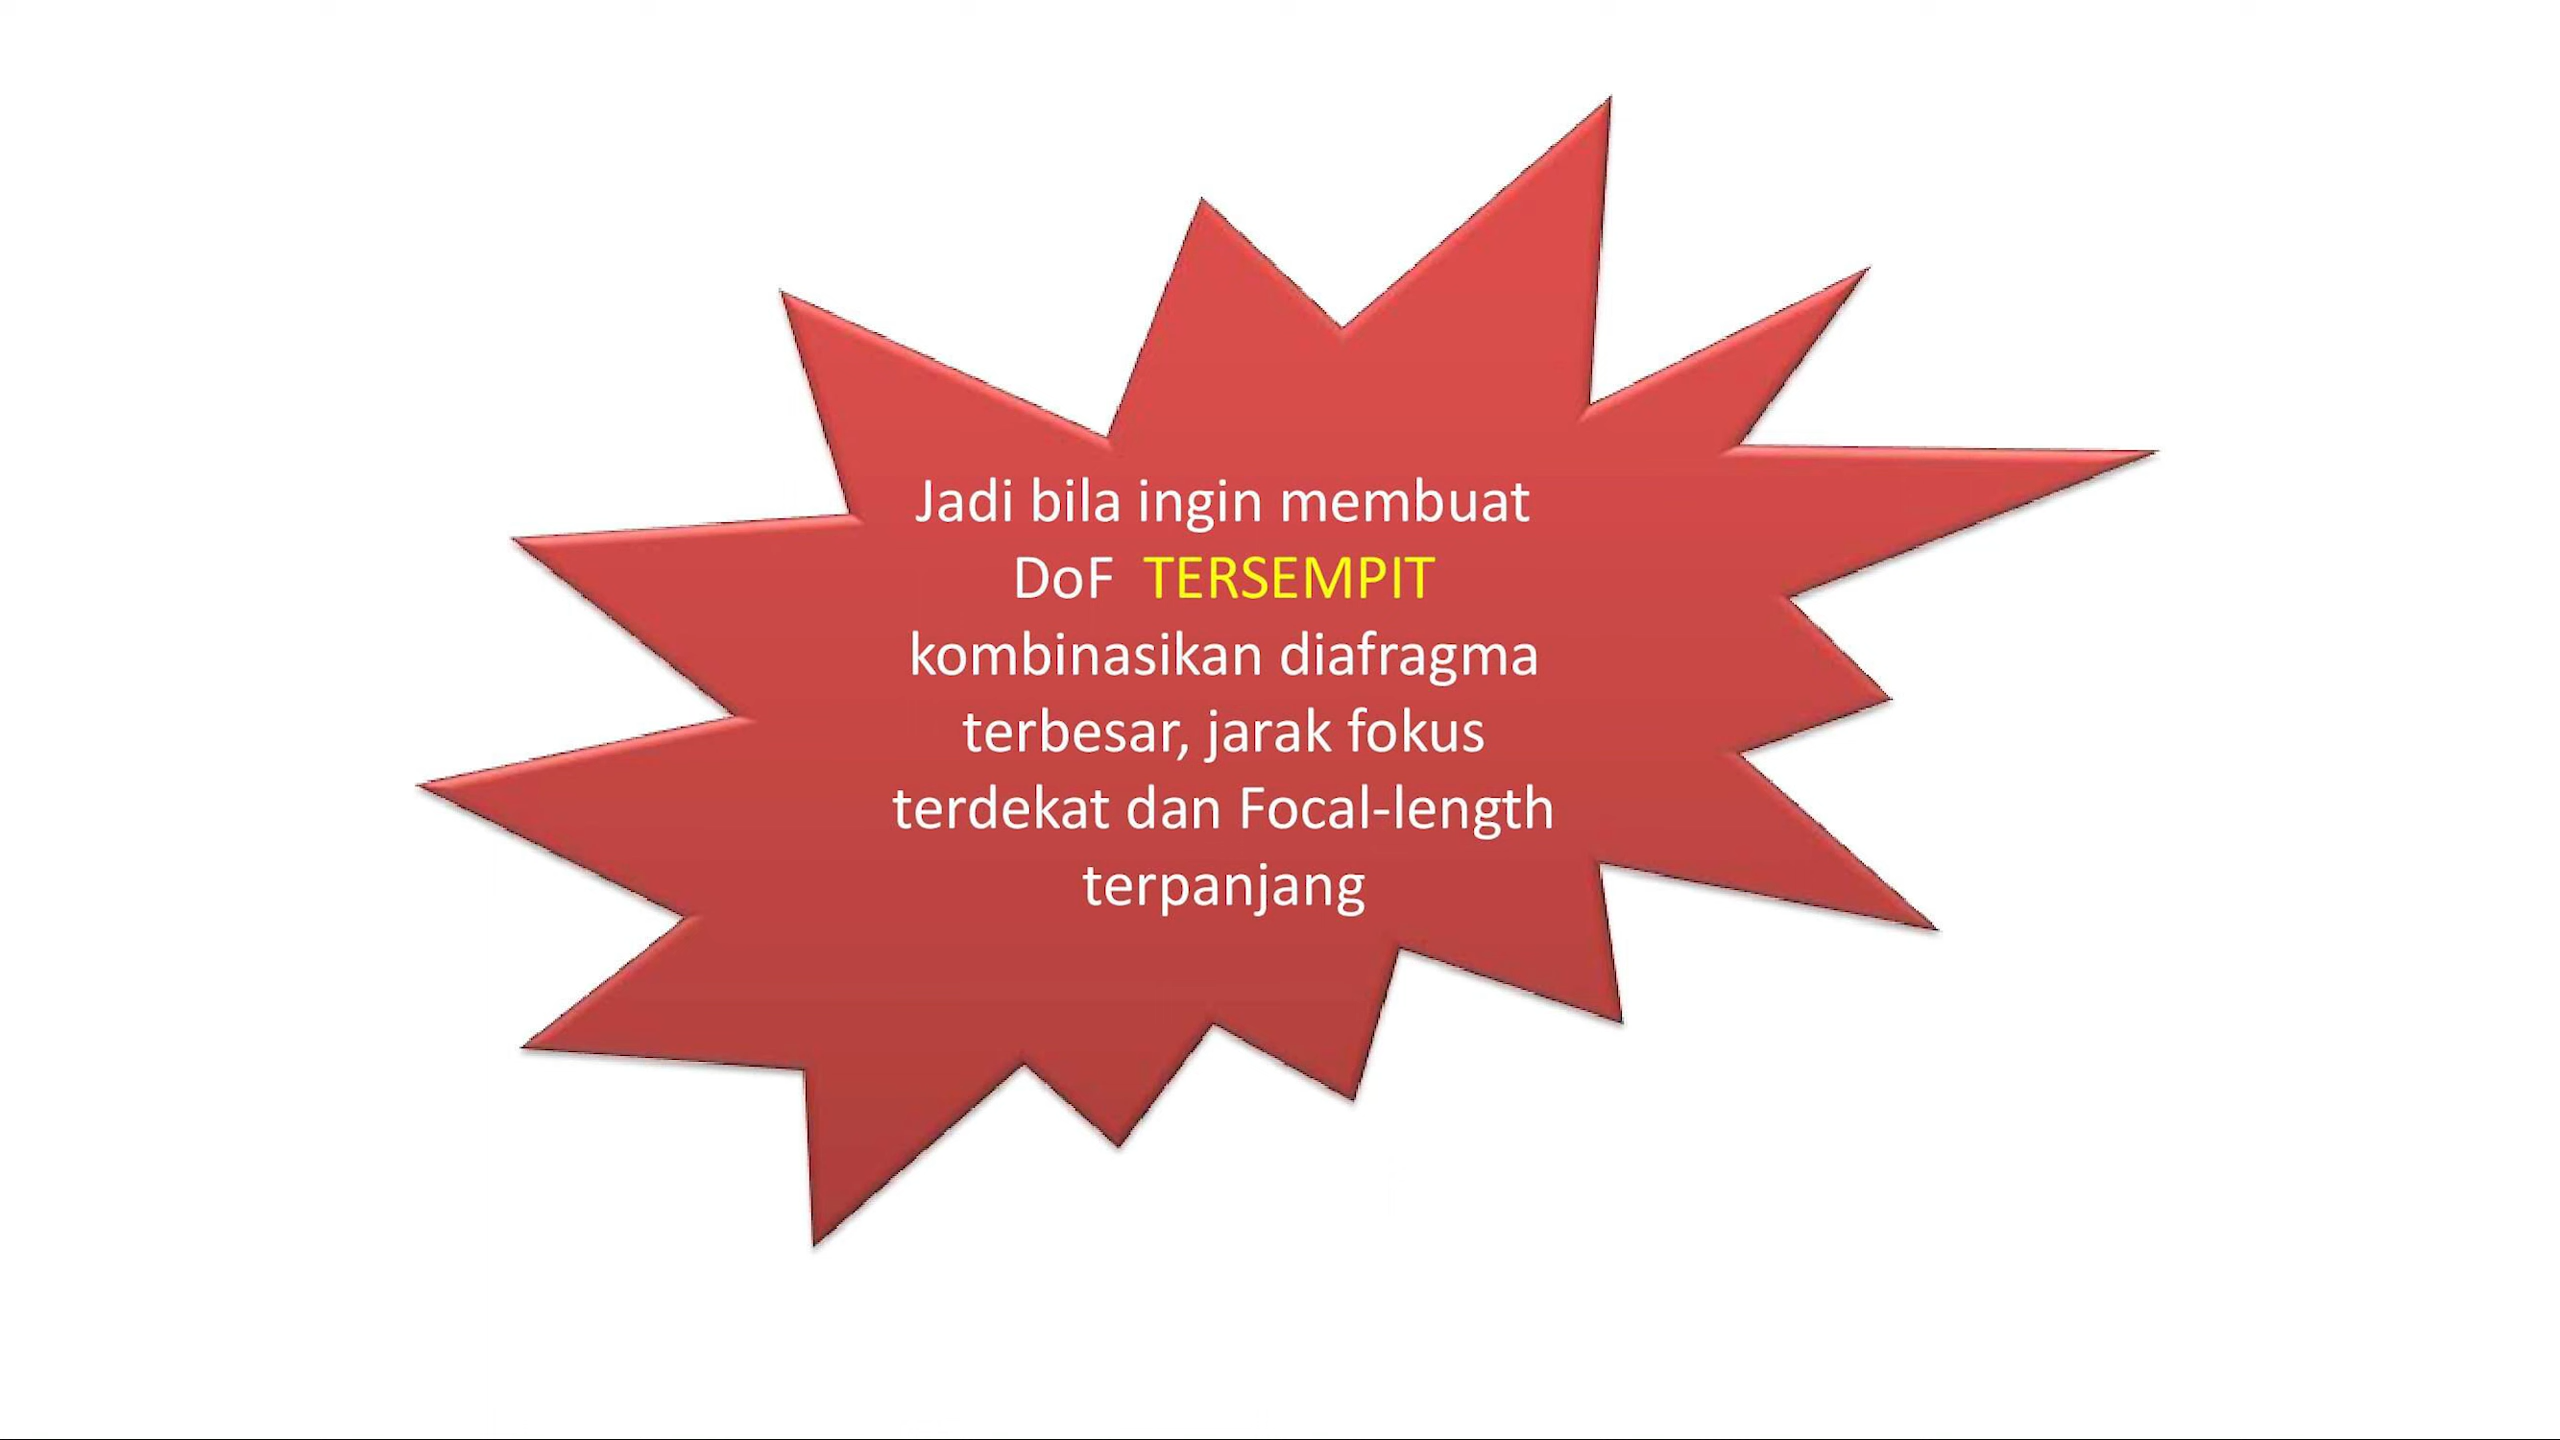 Jadi bila ingin membuat
DoF  TERSEMPIT
kombinasikan diafragma
terbesar, jarak fokus
terdekat dan Focal-length
terpanjang